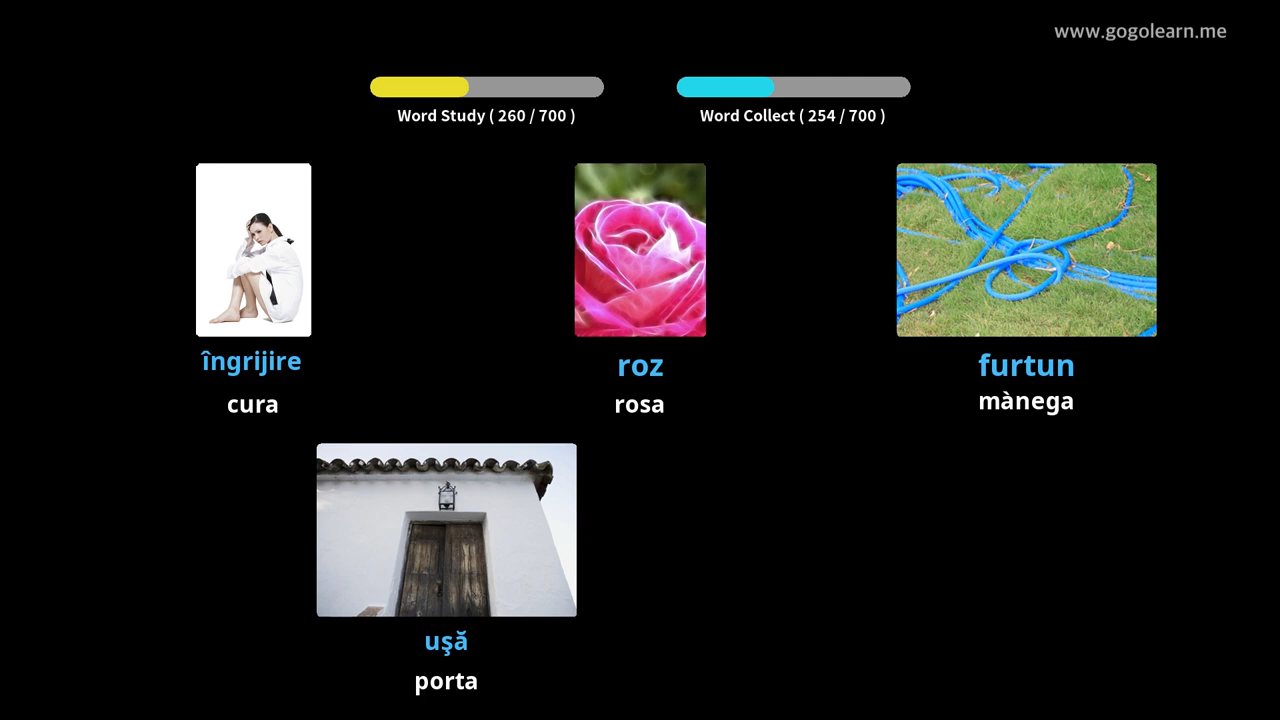 www.gogolearn.me
Word Study ( 260 / 700 )
Word Collect ( 254 / 700 )
îngrijire
roz
furtun
cura
rosa
mànega
uşă
porta